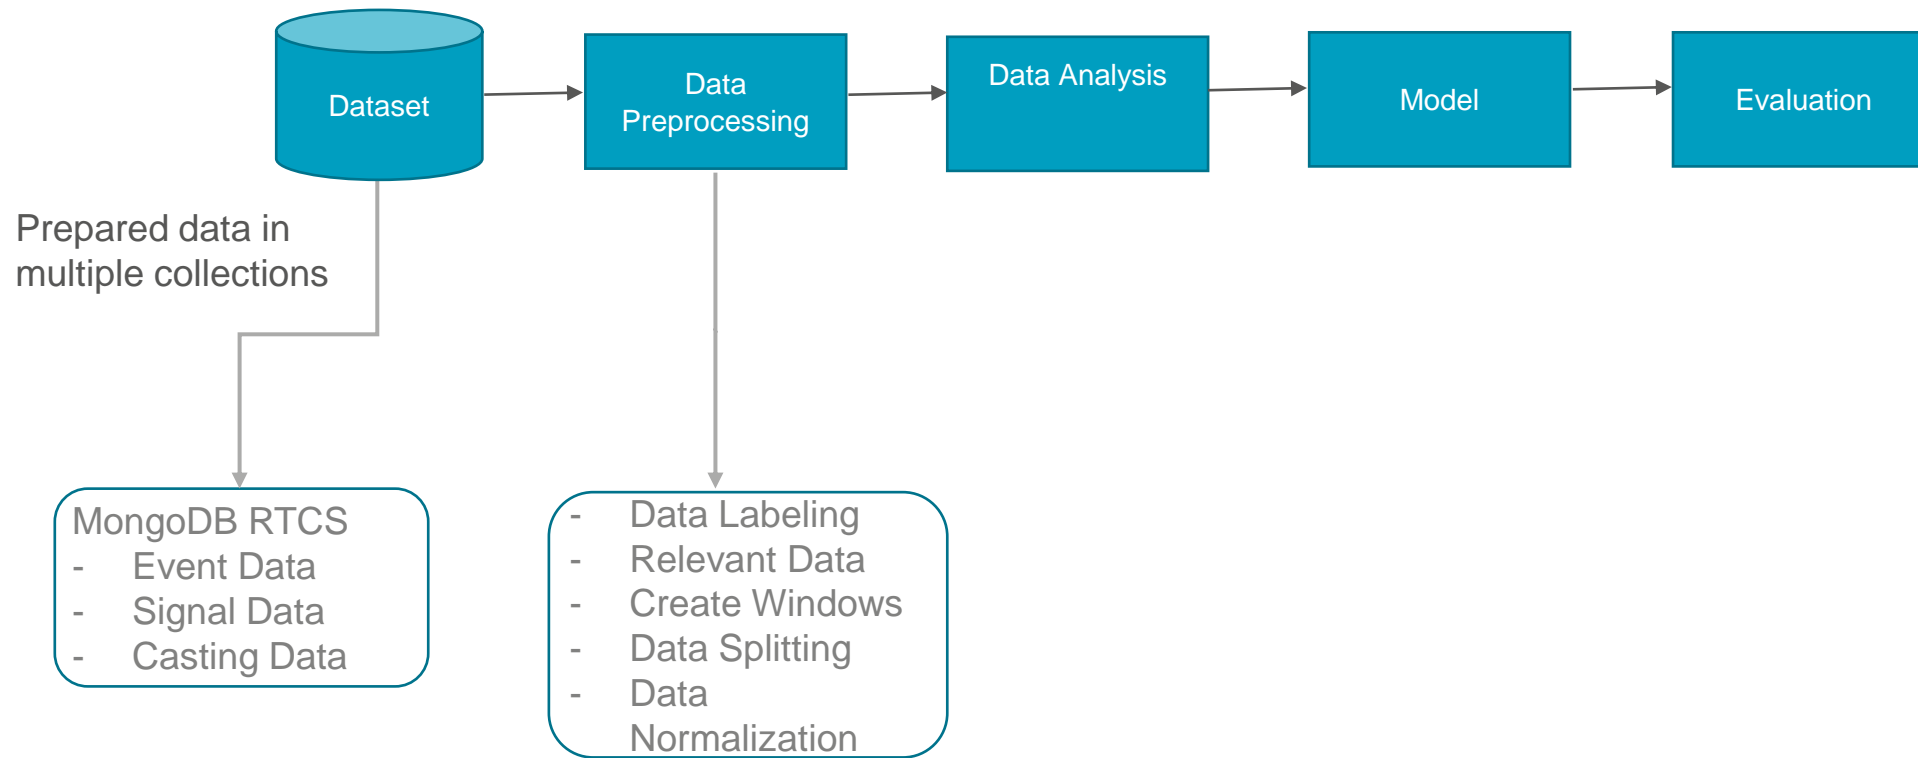 Dataset
Data
Preprocessing
Data Analysis
Model
Evaluation
Prepared data in
multiple collections
MongoDB RTCS
- Event Data
- Signal Data
- Casting Data
- Data Labeling
- Relevant Data
- Create Windows
- Data Splitting
- Data
Normalization